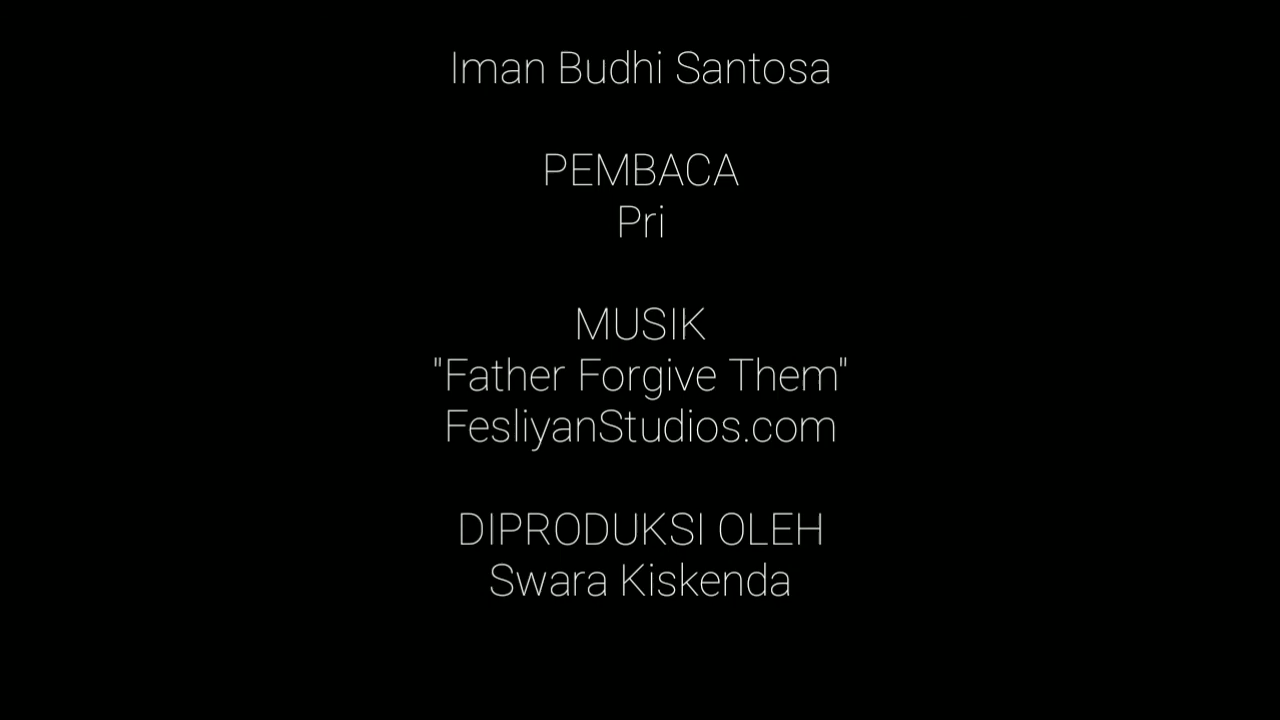 Iman Budhi Santosa
PEMBACA
Pri
MUSIK
"Father Forgive Them"
FesliyanStudios.com
DIPRODUKSI OLEH
Swara Kiskenda